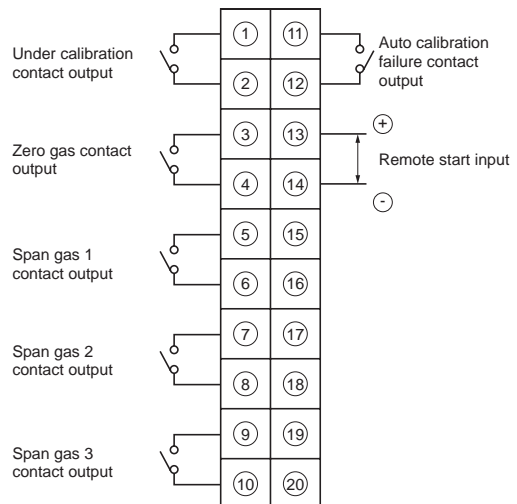 Under calibration
contact output
Zero gas contact
output
Span gas 1
contact output
Span gas 2
contact output
Span gas 3
contact output
1 11
2 12
3 13
4 14
5 15
6 16
7 17
8 18
9 19
10 20
Auto calibration
failure contact
output
+
Remote start input
-